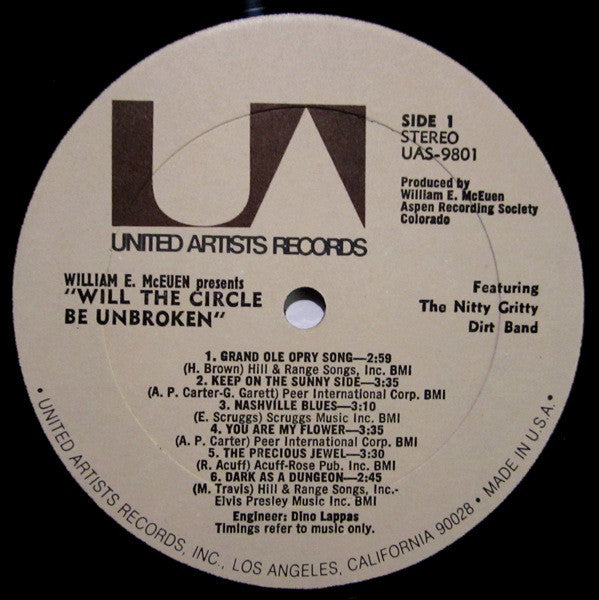 UA
UNITED ARTISTS RECORDS
SIDE 1
STEREO
UAS-9801
Produced by
William E. McEuen
Aspen Recording Society
Colorado
WILLIAM E. McEUEN presents
"WILL THE CIRCLE
BE UNBROKEN"
Featuring
The Nitty Gritty
Dirt Band
1. GRAND OLE OPRY SONG—2:59
(H. Brown) Hill & Range Songs, Inc. BMI
2. KEEP ON THE SUNNY SIDE—3:35
(A. P. Carter-G. Garett) Peer International Corp. BMI
3. NASHVILLE BLUES—3:10
(E. Scruggs) Scruggs Music Inc. BMI
4. YOU ARE MY FLOWER—3:35
(A. P. Carter) Peer International Corp. BMI
5. THE PRECIOUS JEWEL—3:30
(R. Acuff) Acuff-Rose Pub. Inc. BMI
6. DARK AS A DUNGEON—2:45
(M. Travis) Hill & Range Songs, Inc.-
Elvis Presley Music Inc. BMI
Engineer: Dino Lappas
Timings refer to music only.
• UNITED ARTISTS RECORDS, INC., LOS ANGELES, CALIFORNIA 90028 • MADE IN U.S.A. •